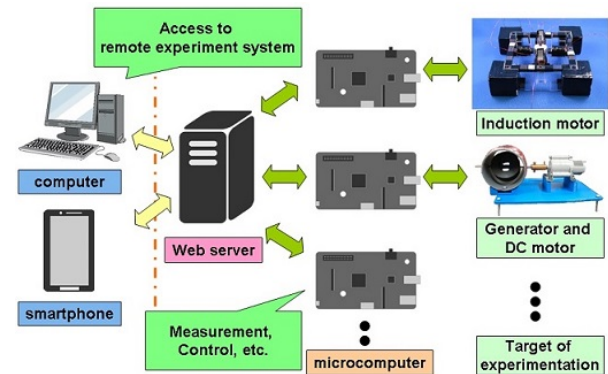 Access to
remote experiment system
computer
smartphone
Web server
Measurement,
Control, etc.
microcomputer
Induction motor
Generator and
DC motor
Target of
experimentation